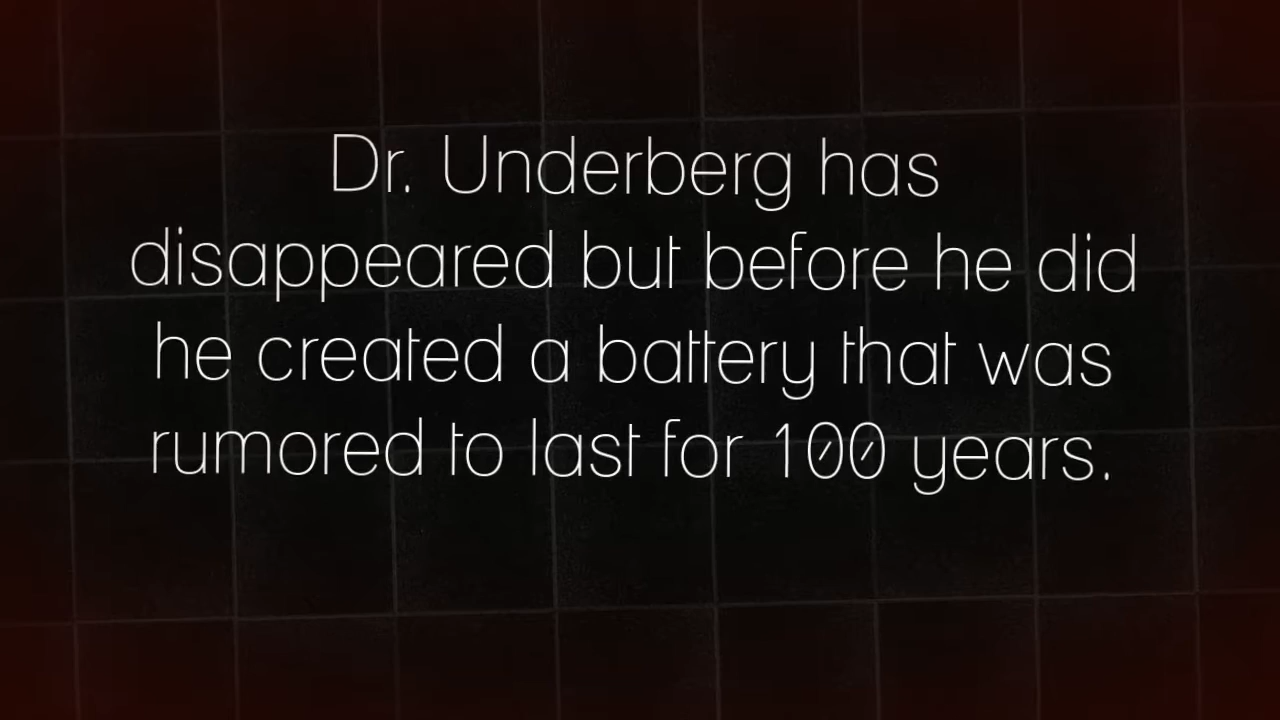 Dr. Underberg has
disappeared but before he did
he created a battery that was
rumored to last for 100 years.